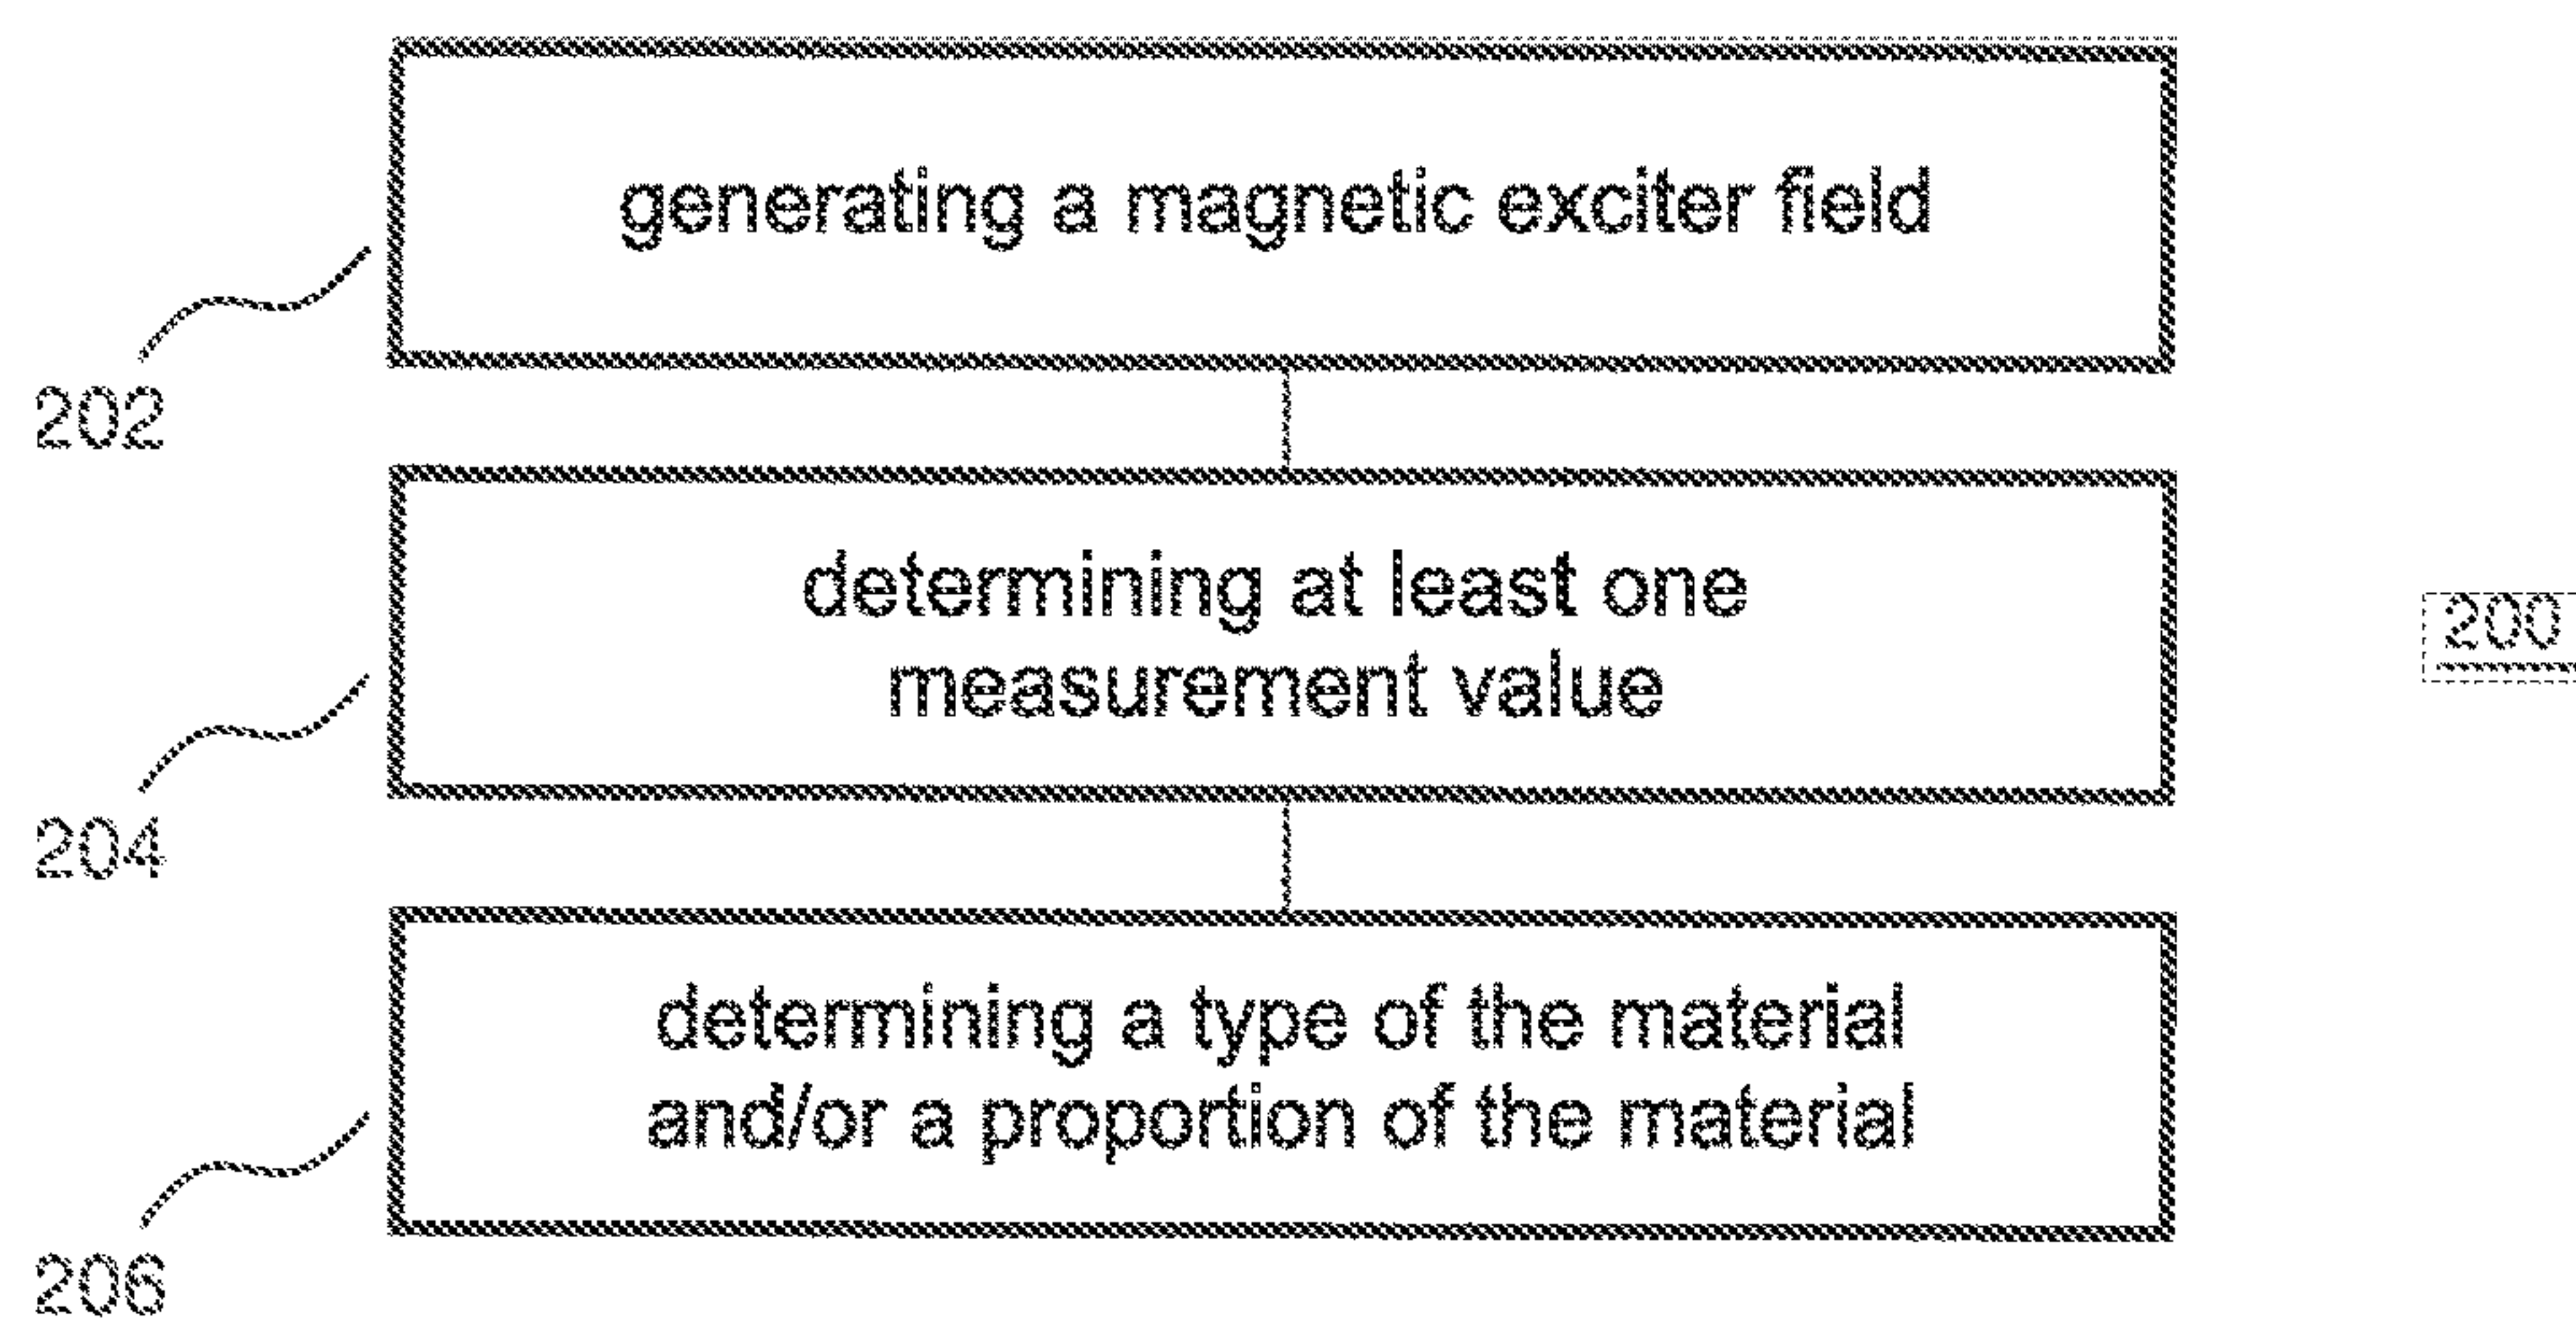 generating a magnetic exciter field
202
determining at least one
measurement value
200
204
determining a type of the material
and/or a proportion of the material
206